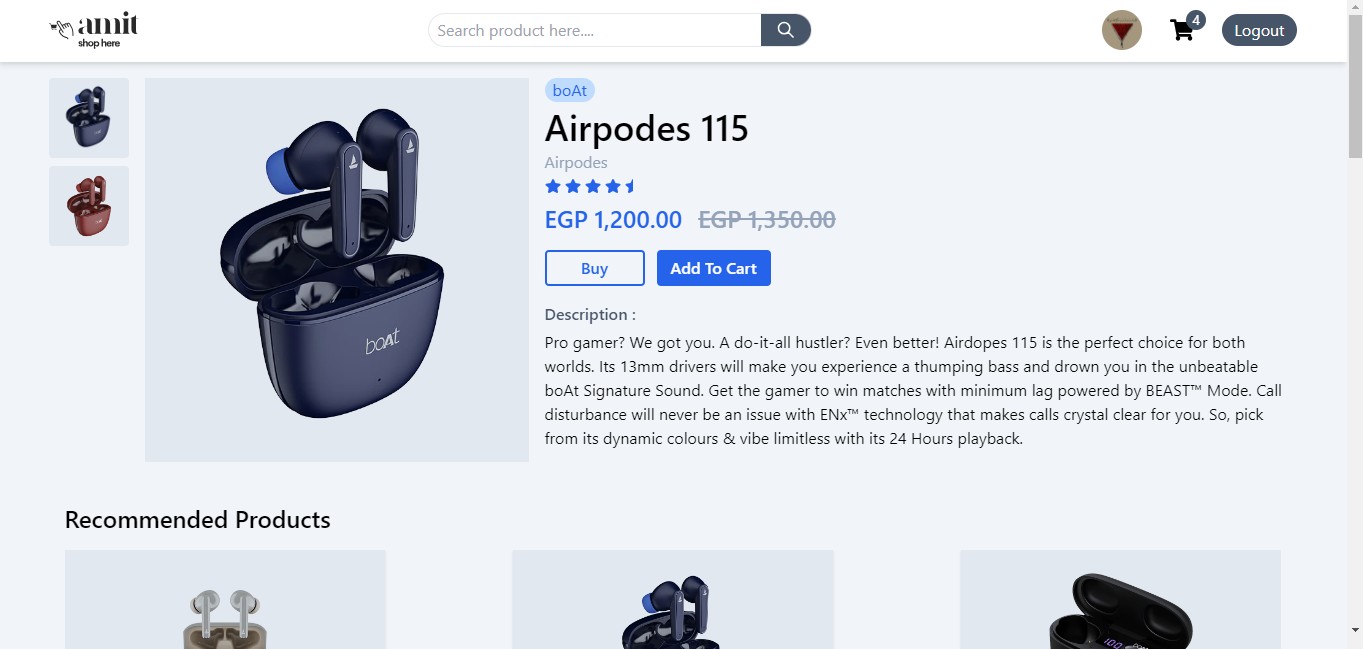 amit
shop here
Search product here....
4
Logout
boAt
Airpodes 115
Airpodes
EGP 1,200.00 EGP 1,350.00
Buy
Add To Cart
boAt
Description :
Pro gamer? We got you. A do-it-all hustler? Even better! Airdopes 115 is the perfect choice for both
worlds. Its 13mm drivers will make you experience a thumping bass and drown you in the unbeatable
boAt Signature Sound. Get the gamer to win matches with minimum lag powered by BEAST™ Mode. Call
disturbance will never be an issue with ENx™ technology that makes calls crystal clear for you. So, pick
from its dynamic colours & vibe limitless with its 24 Hours playback.
Recommended Products
100